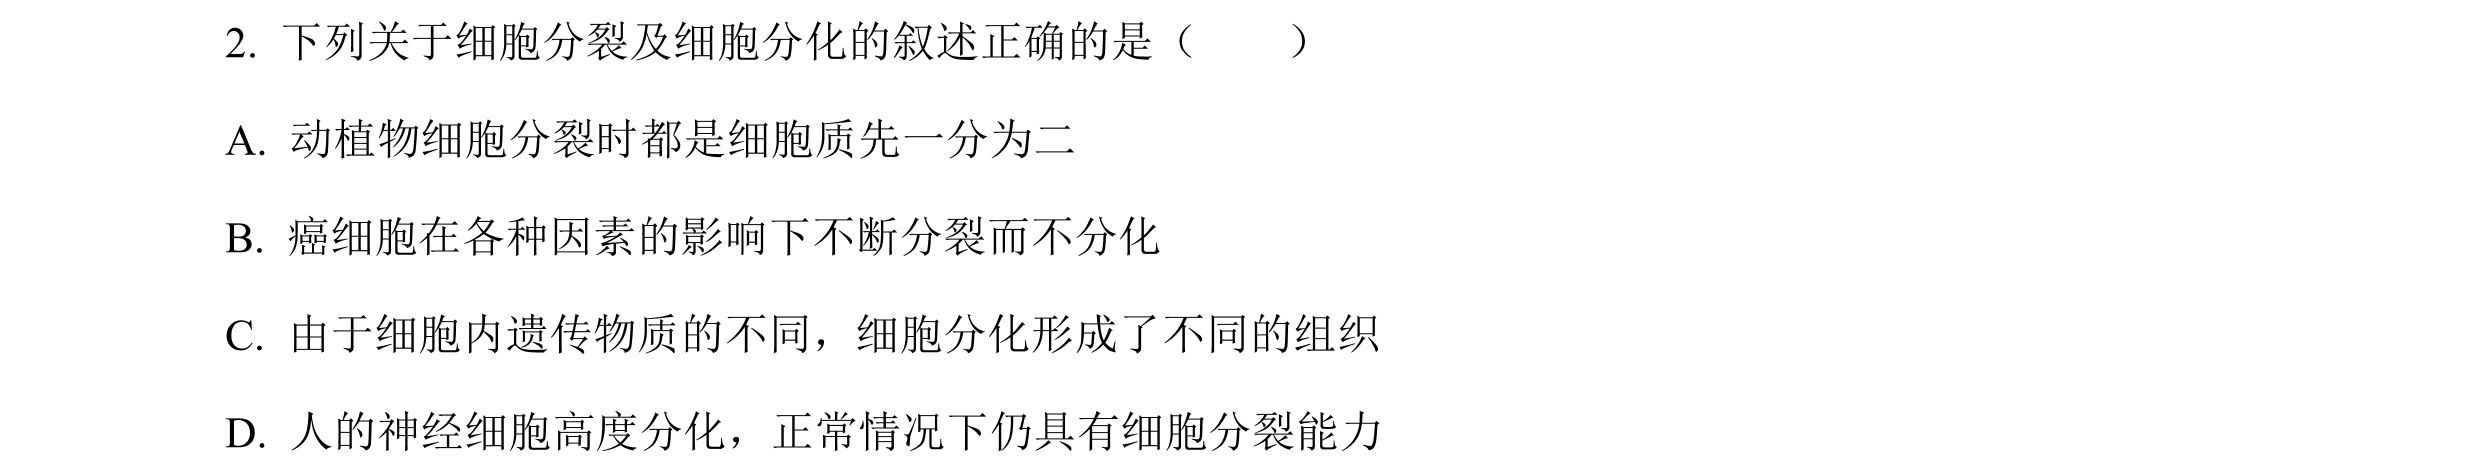 2. 下列关于细胞分裂及细胞分化的叙述正确的是（　　）
A. 动植物细胞分裂时都是细胞质先一分为二
B. 癌细胞在各种因素的影响下不断分裂而不分化
C. 由于细胞内遗传物质的不同，细胞分化形成了不同的组织
D. 人的神经细胞高度分化，正常情况下仍具有细胞分裂能力